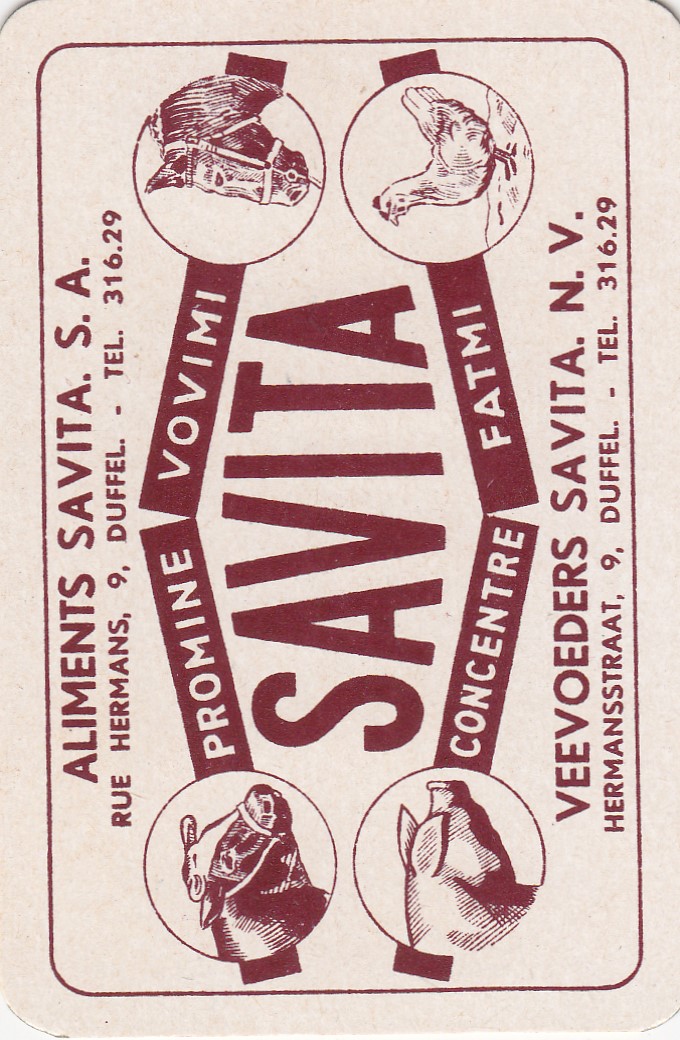 ALIMENTS SAVITA. S. A.
RUE HERMANS, 9, DUFFEL. - TEL. 316.29
PROMINE VOVIMI
SAVITA
CONCENTRE FATMI
VEEVOEDERS SAVITA. N. V.
HERMANSSTRAAT, 9, DUFFEL. - TEL. 316.29